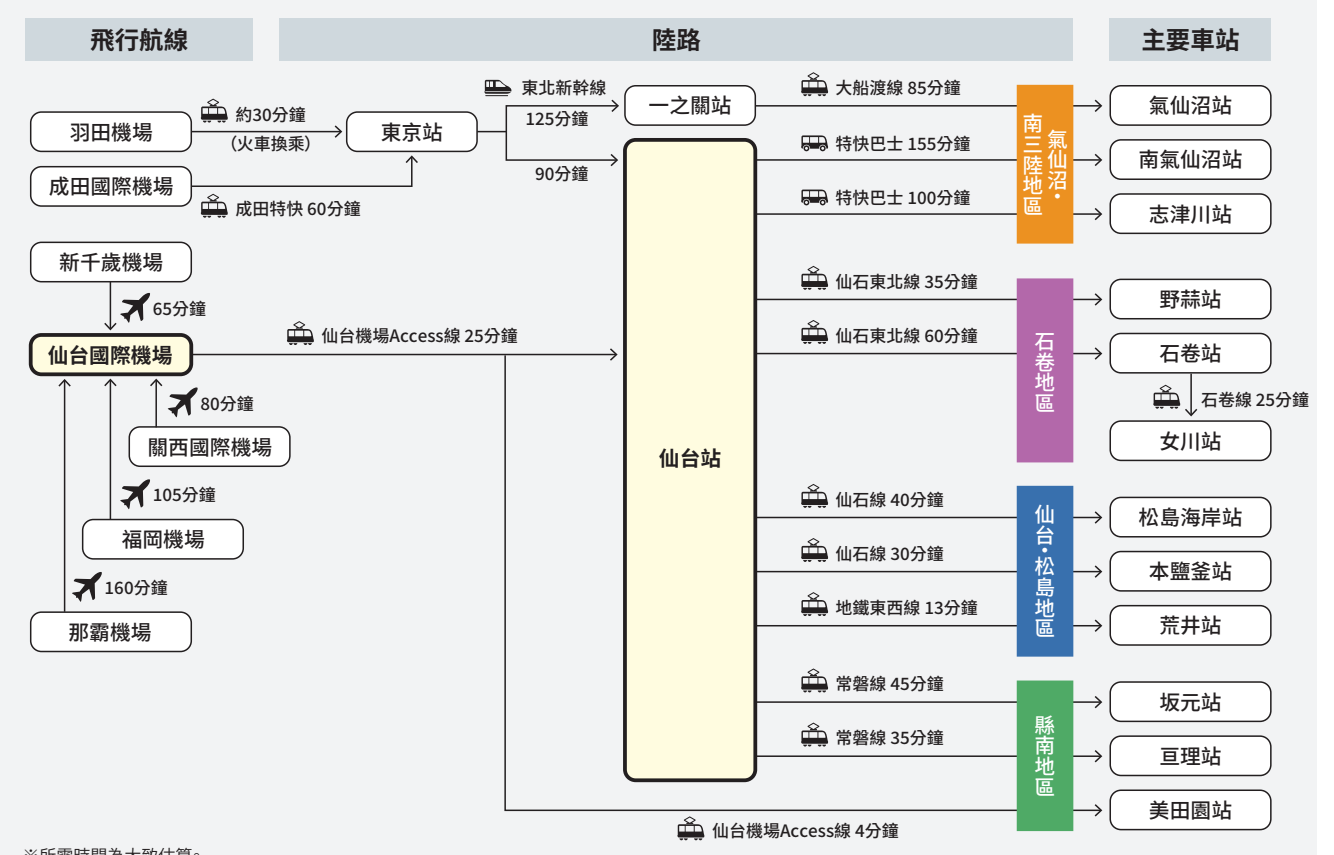 飛行航線
陸路
主要車站
羽田機場
約30分鐘
(火車換乘)
東京站
成田國際機場
成田特快 60分鐘
東北新幹線
125分鐘
90分鐘
一之關站
大船渡線 85分鐘
特快巴士 155分鐘
特快巴士 100分鐘
氣仙沼・
南三陸地區
氣仙沼站
南氣仙沼站
志津川站
新千歲機場
65分鐘
仙台國際機場
仙台機場Access線 25分鐘
80分鐘
關西國際機場
105分鐘
福岡機場
160分鐘
那霸機場
仙台站
仙石東北線 35分鐘
仙石東北線 60分鐘
石卷地區
野蒜站
石卷站
石卷線 25分鐘
女川站
仙石線 40分鐘
仙石線 30分鐘
地鐵東西線 13分鐘
仙台・松島地區
松島海岸站
本鹽釜站
荒井站
常磐線 45分鐘
常磐線 35分鐘
仙台機場Access線 4分鐘
縣南地區
坂元站
亘理站
美田園站
※所需時間為大致估算。